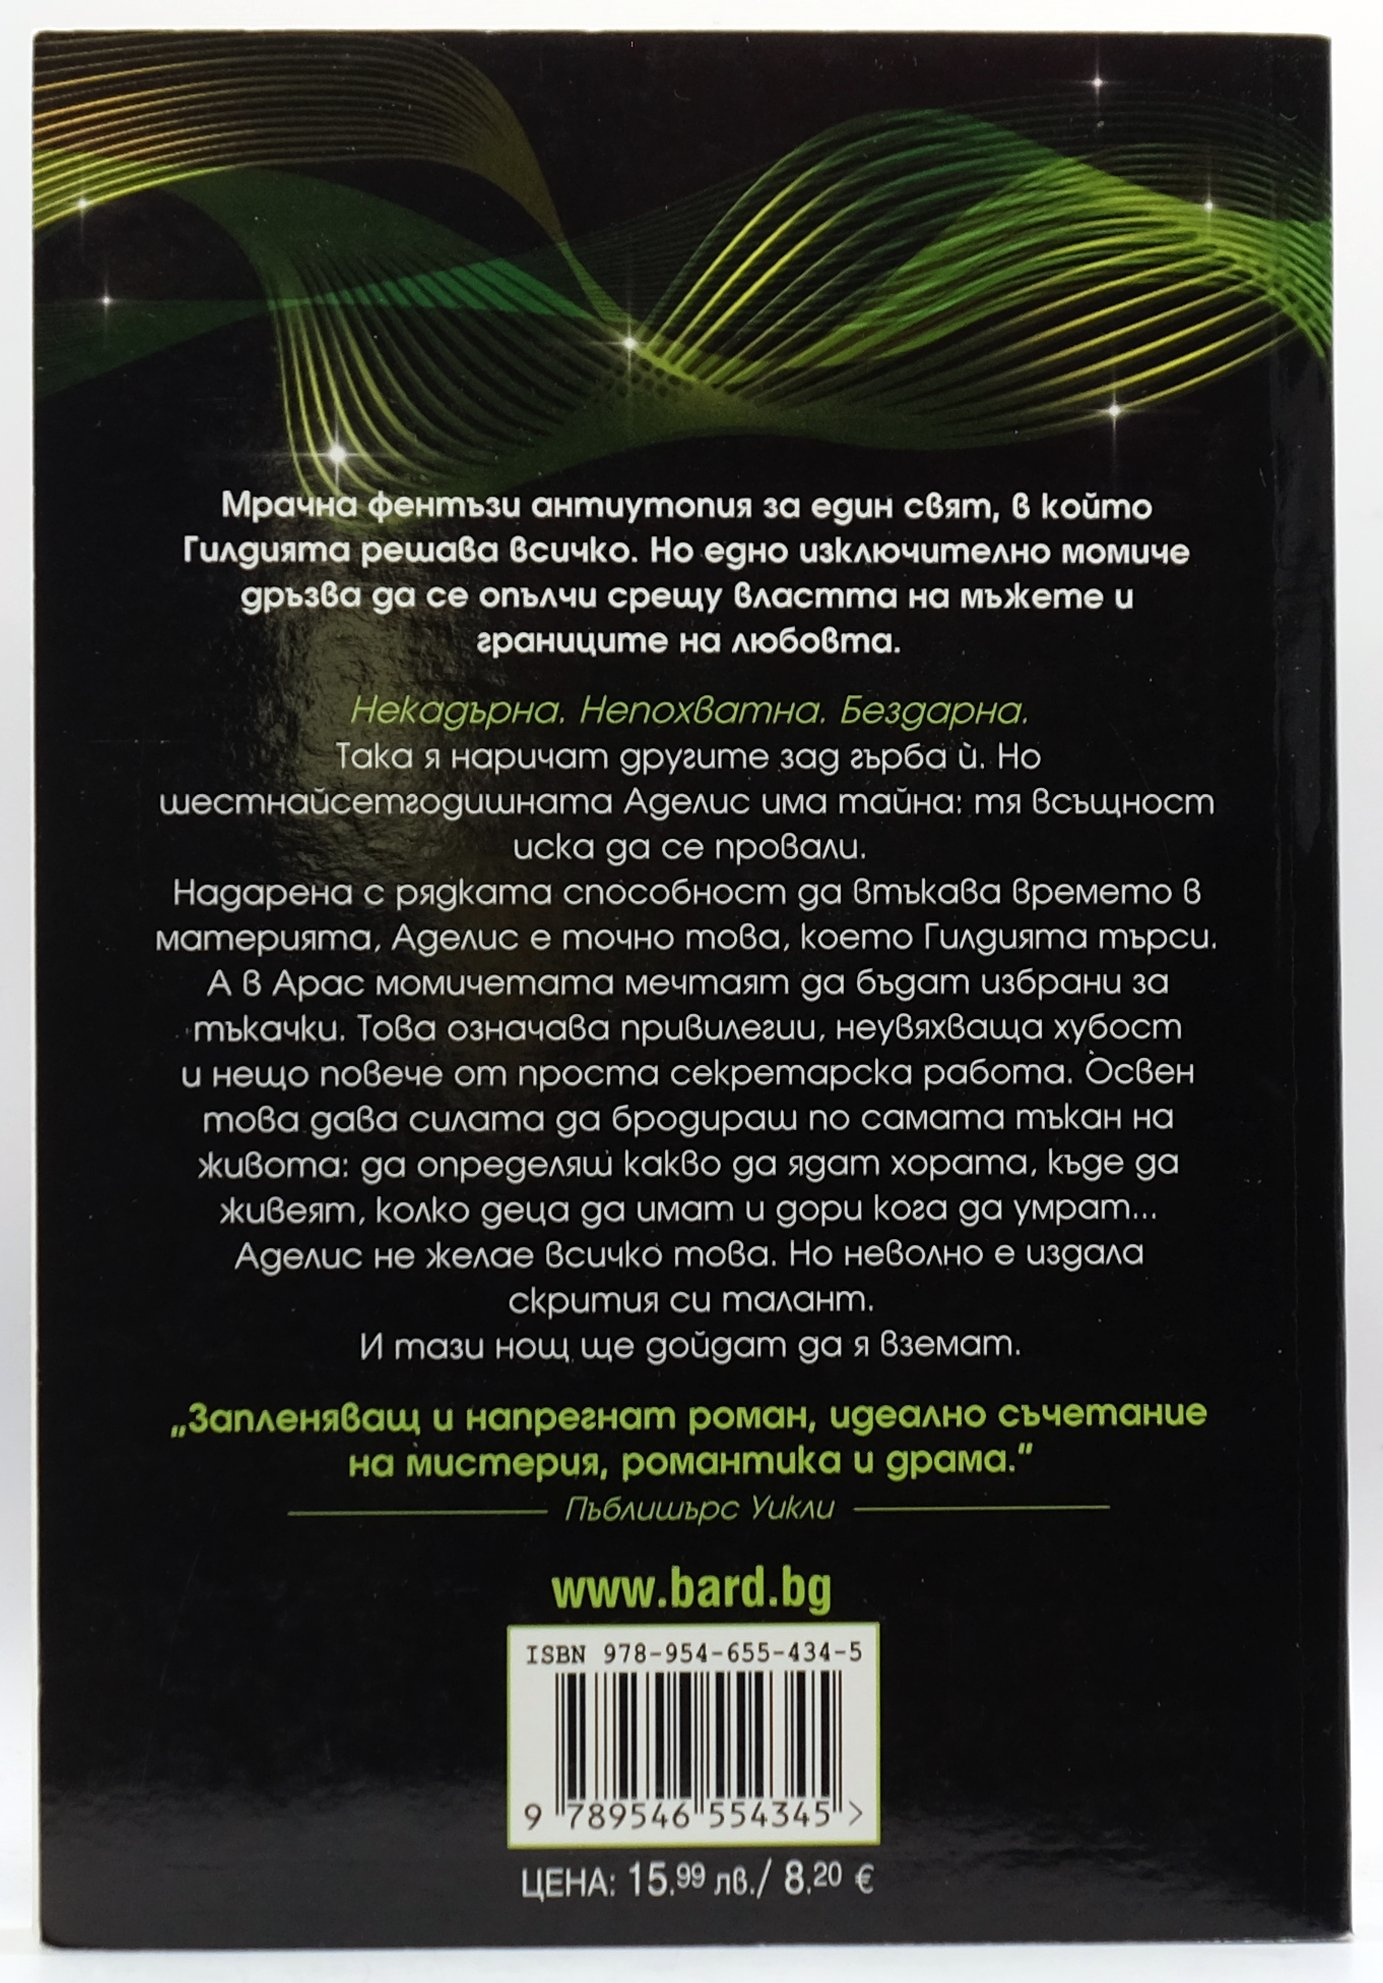 Мрачна фентъзи антиутопия за един свят, в който
Гилдията решава всичко. Но едно изключително момиче
дръзва да се опълчи срещу властта на мъжете и
границите на любовта.
Некадърна. Непохватна. Бездарна.
Така я наричат другите зад гърба ѝ. Но
шестнайсетгодишната Аделис има тайна: тя всъщност
иска да се провали.
Надарена с рядката способност да втъкава времето в
материята, Аделис е точно това, което Гилдията търси.
А в Арас момичетата мечтаят да бъдат избрани за
тъкачки. Това означава привилегии, неувяхваща хубост
и нещо повече от проста секретарска работа. Освен
това дава силата да бродираш по самата тъкан на
живота: да определяш какво да ядат хората, къде да
живеят, колко деца да имат и дори кога да умрат...
Аделис не желае всичко това. Но неволно е издала
скрития си талант.
И тази нощ ще дойдат да я вземат.
„Запленяващ и напрегнат роман, идеално съчетание
на мистерия, романтика и драма.”
Пъблишърс Уикли
www.bard.bg
ISBN 978-954-655-434-5
9 789546 554345 >
ЦЕНА: 15.99 лв./ 8.20 €